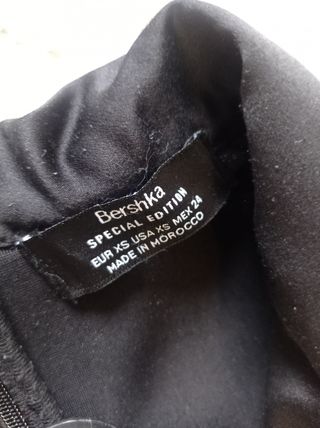 Bershka
SPECIAL EDITION
EUR XS USA XS MEX 24
MADE IN MOROCCO